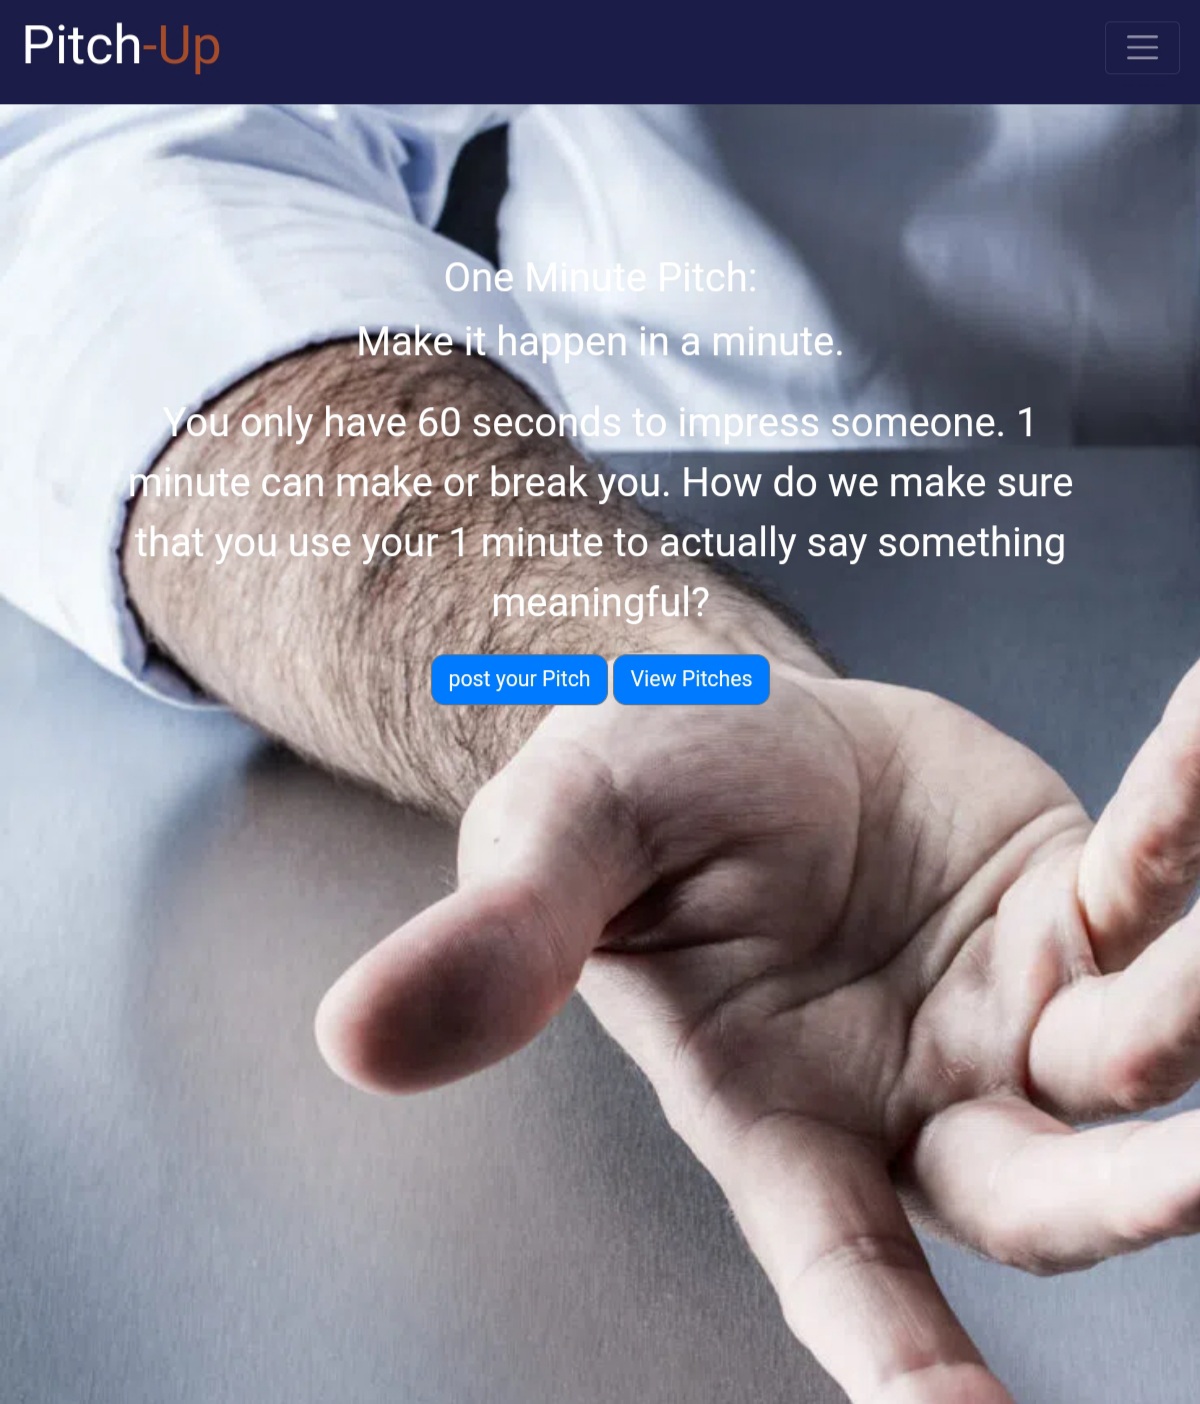 Pitch-Up
One Minute Pitch:
Make it happen in a minute.
You only have 60 seconds to impress someone. 1
minute can make or break you. How do we make sure
that you use your 1 minute to actually say something
meaningful?
post your Pitch View Pitches